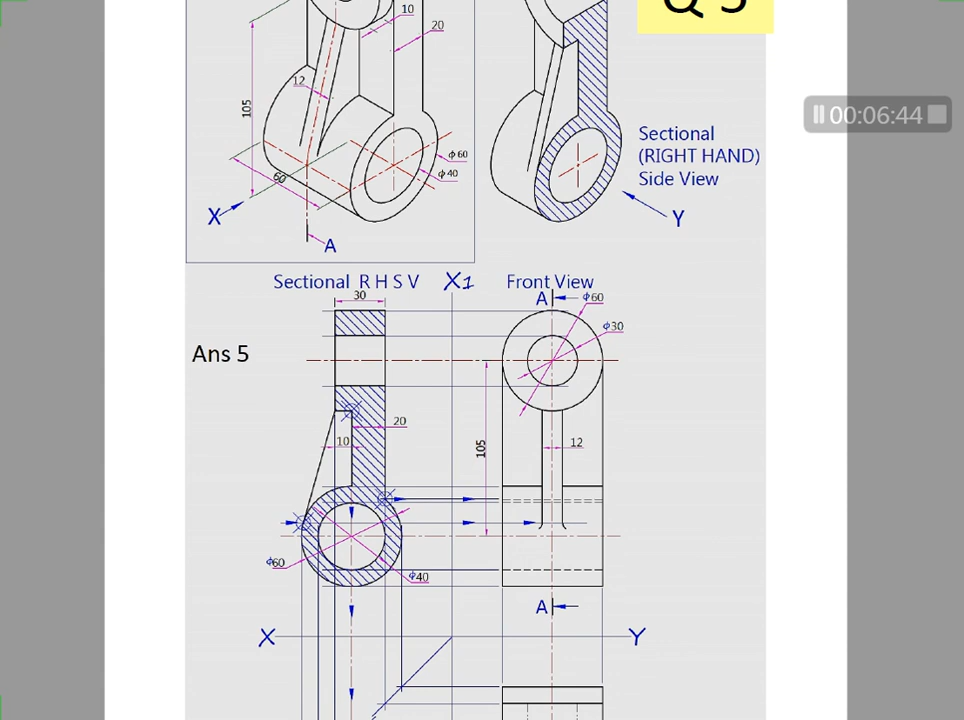 Q 5
10
20
12
105
Φ60
Φ40
60
X
A
Sectional
(RIGHT HAND)
Side View
Y
00:06:44
Sectional R H S V
X1
Front View
30
A
Φ60
Φ30
Ans 5
20
10
105
12
Φ60
Φ40
A
X
Y